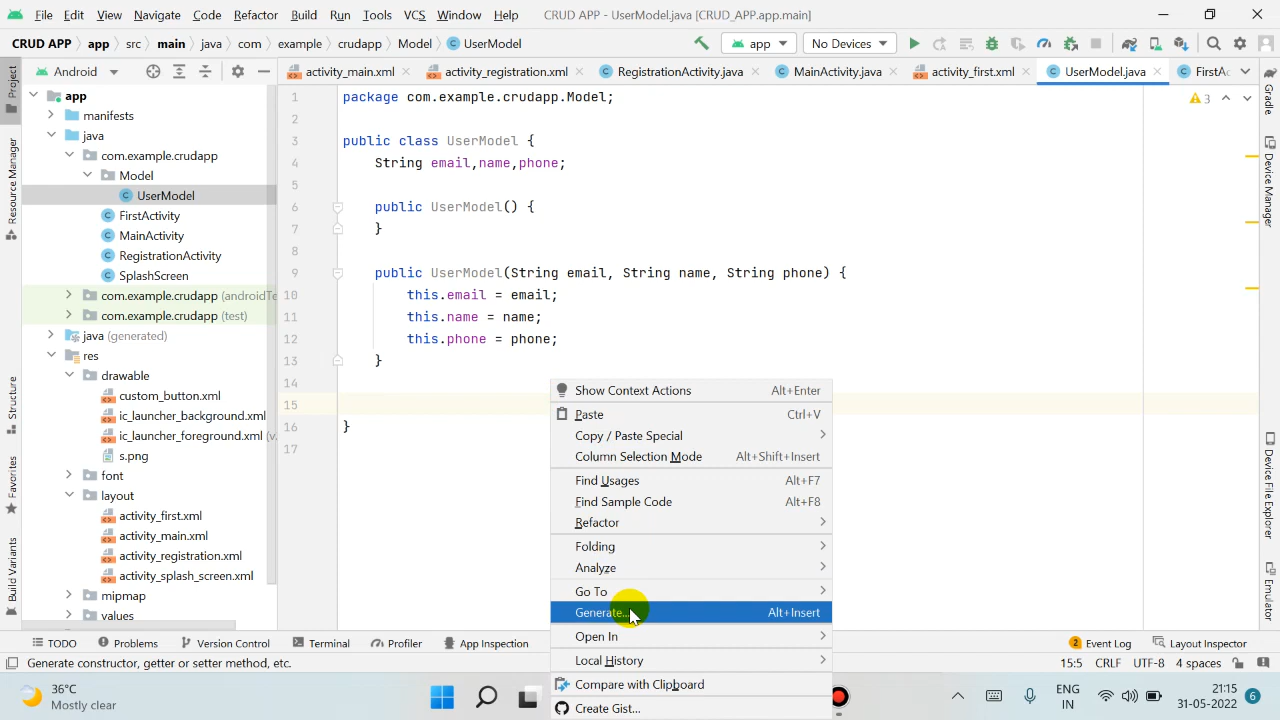 File Edit View Navigate Code Refactor Build Run Tools VCS Window Help CRUD APP - UserModel.java [CRUD_APP.app.main]
CRUD APP app src main java com example crudapp Model UserModel app No Devices
Android activity_main.xml activity_registration.xml RegistrationActivity.java MainActivity.java activity_first.xml UserModel.java FirstA
Project
Resource Manager
Structure
Favorites
Build Variants
app
manifests
java
com.example.crudapp
Model
UserModel
FirstActivity
MainActivity
RegistrationActivity
SplashScreen
com.example.crudapp (androidTe
com.example.crudapp (test)
java (generated)
res
drawable
custom_button.xml
ic_launcher_background.xml
ic_launcher_foreground.xml (v
s.png
font
layout
activity_first.xml
activity_main.xml
activity_registration.xml
activity_splash_screen.xml
mipmap
values
3
1 package com.example.crudapp.Model;
2
3 public class UserModel {
4 String email,name,phone;
5
6 public UserModel() {
7 }
8
9 public UserModel(String email, String name, String phone) {
10 this.email = email;
11 this.name = name;
12 this.phone = phone;
13 }
14
15
16 }
17
Show Context Actions Alt+Enter
Paste Ctrl+V
Copy / Paste Special
Column Selection Mode Alt+Shift+Insert
Find Usages Alt+F7
Find Sample Code Alt+F8
Refactor
Folding
Analyze
Go To
Generate... Alt+Insert
Open In
Local History
Compare with Clipboard
Create Gist...
Gradle
Device Manager
Device File Explorer
Emulator
TODO Problems Version Control Terminal Profiler App Inspection 2 Event Log Layout Inspector
Generate constructor, getter or setter method, etc. 15:5 CRLF UTF-8 4 spaces
36°C
Mostly clear
ENG
IN
21:15
31-05-2022
6